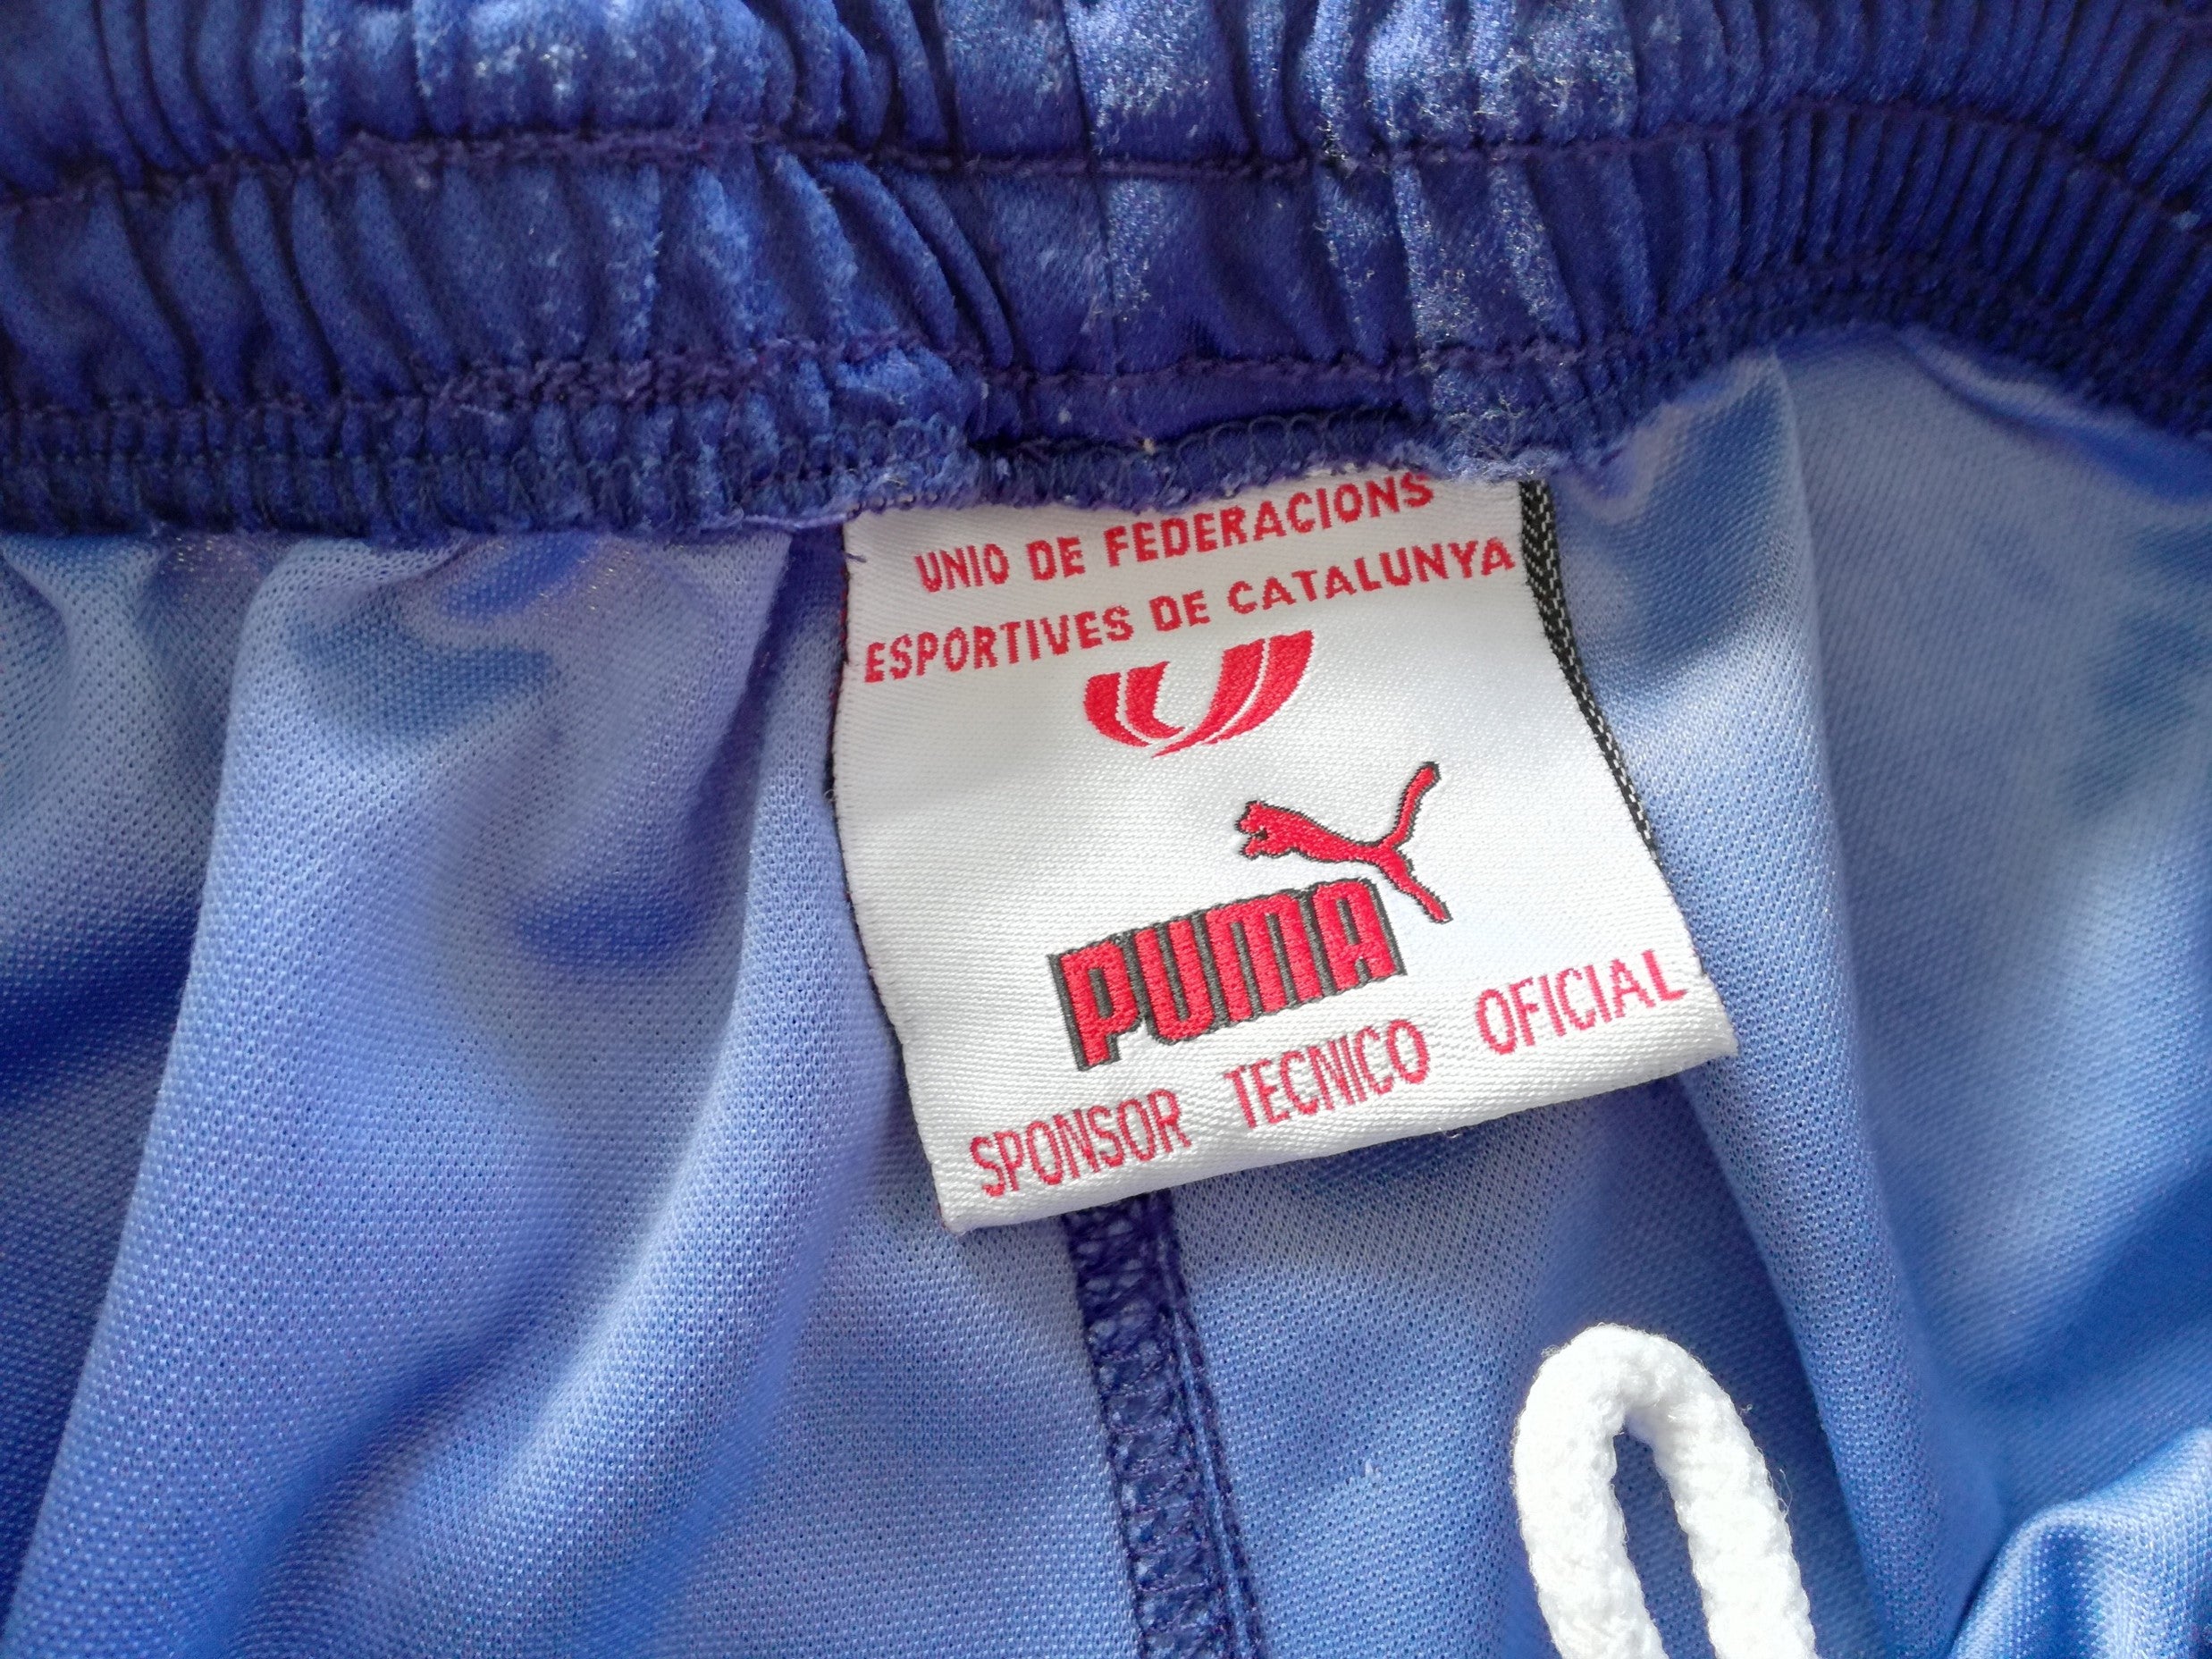 UNIO DE FEDERACIONS
ESPORTIVES DE CATALUNYA
PUMA
SPONSOR TECNICO OFICIAL